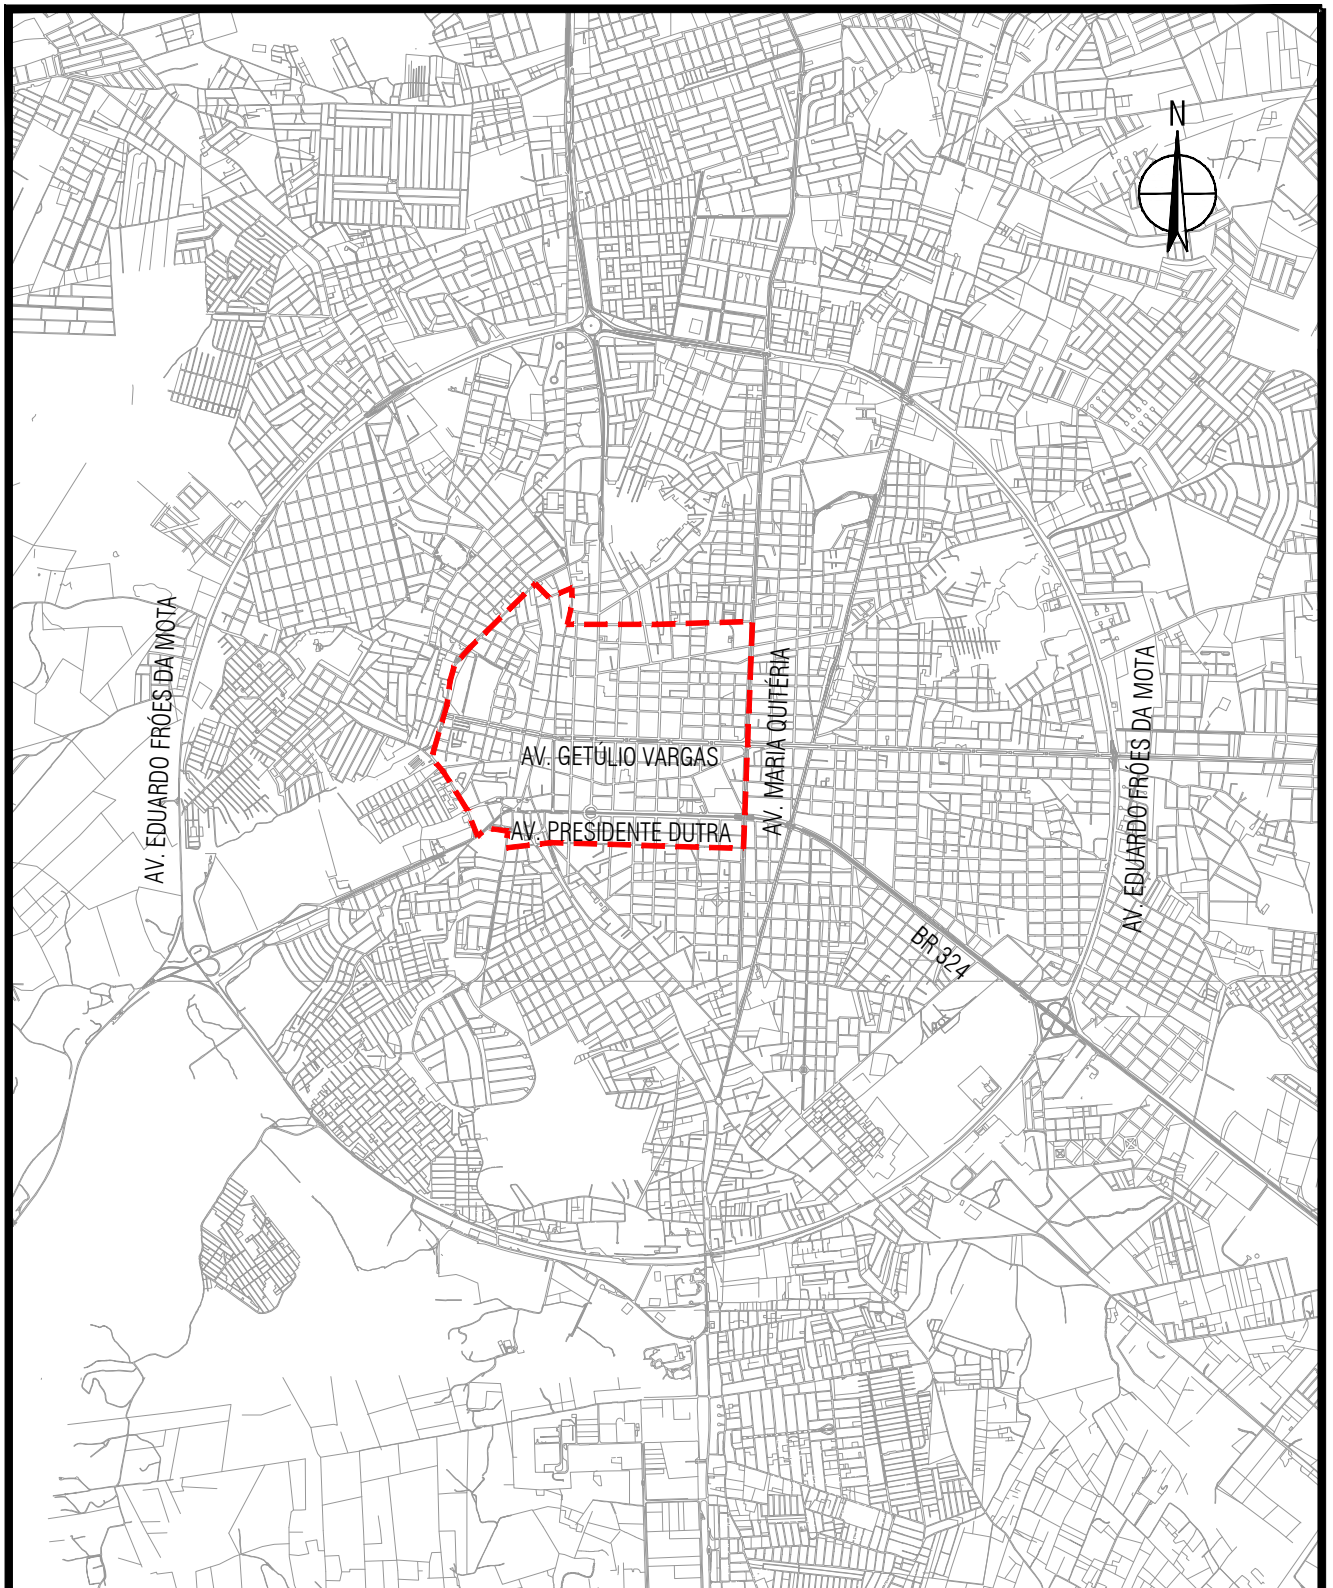 N
AV. EDUARDO FRÓES DA MOTA
AV. MARIA QUITÉRIA
AV. EDUARDO FRÓES DA MOTA
AV. GETÚLIO VARGAS
AV. PRESIDENTE DUTRA
BR 324